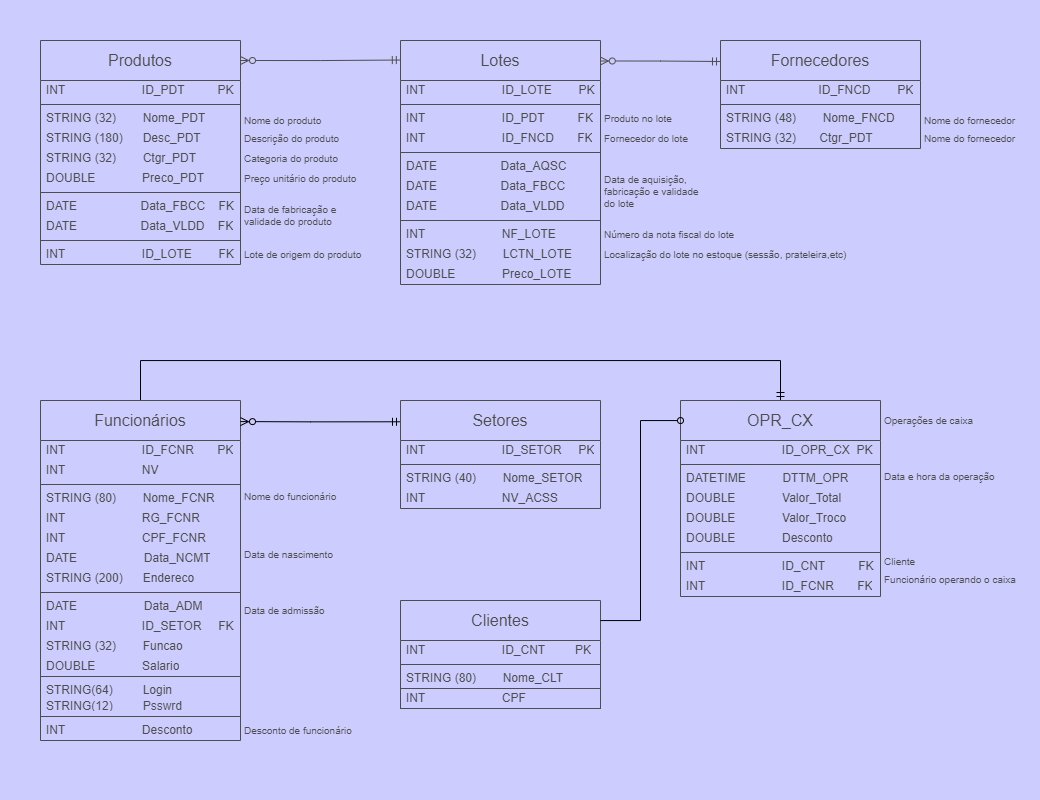 Produtos
INT ID_PDT PK
STRING (32) Nome_PDT
Nome do produto
STRING (180) Desc_PDT
Descrição do produto
STRING (32) Ctgr_PDT
Categoria do produto
DOUBLE Preco_PDT
Preço unitário do produto
DATE Data_FBCC FK
DATE Data_VLDD FK
Data de fabricação e
validade do produto
INT ID_LOTE FK
Lote de origem do produto
Lotes
INT ID_LOTE PK
INT ID_PDT FK
Produto no lote
INT ID_FNCD FK
Fornecedor do lote
DATE Data_AQSC
DATE Data_FBCC
DATE Data_VLDD
Data de aquisição,
fabricação e validade
do lote
INT NF_LOTE
Número da nota fiscal do lote
STRING (32) LCTN_LOTE
Localização do lote no estoque (sessão, prateleira,etc)
DOUBLE Preco_LOTE
Fornecedores
INT ID_FNCD PK
STRING (48) Nome_FNCD
Nome do fornecedor
STRING (32) Ctgr_PDT
Nome do fornecedor
Funcionários
INT ID_FCNR PK
INT NV
STRING (80) Nome_FCNR
Nome do funcionário
INT RG_FCNR
INT CPF_FCNR
DATE Data_NCMT
Data de nascimento
STRING (200) Endereco
DATE Data_ADM
Data de admissão
INT ID_SETOR FK
STRING (32) Funcao
DOUBLE Salario
STRING(64) Login
STRING(12) Psswrd
INT Desconto
Desconto de funcionário
Setores
INT ID_SETOR PK
STRING (40) Nome_SETOR
INT NV_ACSS
Clientes
INT ID_CNT PK
STRING (80) Nome_CLT
INT CPF
OPR_CX
Operações de caixa
INT ID_OPR_CX PK
DATETIME DTTM_OPR
Data e hora da operação
DOUBLE Valor_Total
DOUBLE Valor_Troco
DOUBLE Desconto
INT ID_CNT FK
Cliente
INT ID_FCNR FK
Funcionário operando o caixa